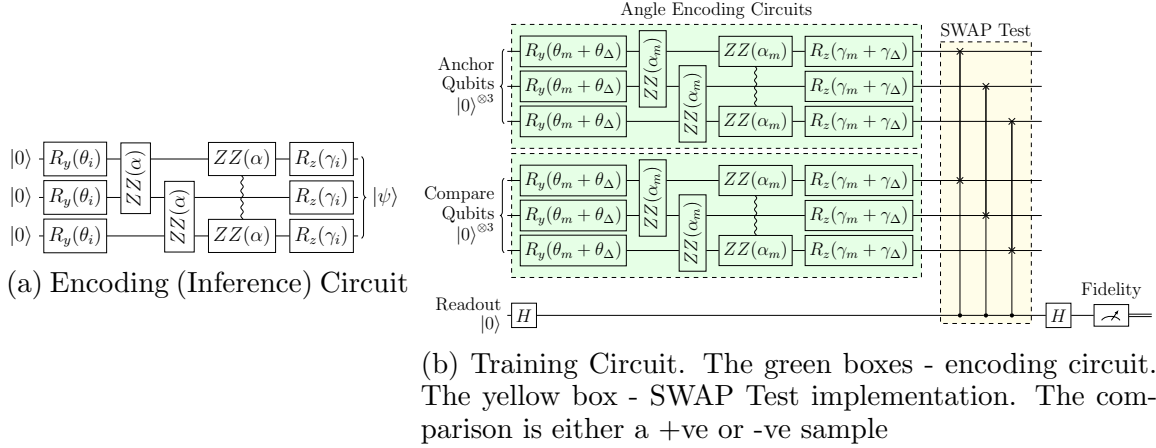 Angle Encoding Circuits
SWAP Test
Anchor
Qubits
|0⟩⊗3
R_y(θ_m + θ_Δ) ZZ(α_m) ZZ(α_m) R_z(γ_m + γ_Δ)
R_y(θ_m + θ_Δ) ZZ(α_m) R_z(γ_m + γ_Δ)
R_y(θ_m + θ_Δ) ZZ(α_m) R_z(γ_m + γ_Δ)
Compare
Qubits
|0⟩⊗3
R_y(θ_m + θ_Δ) ZZ(α_m) ZZ(α_m) R_z(γ_m + γ_Δ)
R_y(θ_m + θ_Δ) ZZ(α_m) R_z(γ_m + γ_Δ)
R_y(θ_m + θ_Δ) ZZ(α_m) R_z(γ_m + γ_Δ)
Readout
|0⟩
H H
Fidelity
|0⟩ R_y(θ_i) ZZ(α) ZZ(α) R_z(γ_i)
|0⟩ R_y(θ_i) ZZ(α) R_z(γ_i) |ψ⟩
|0⟩ R_y(θ_i) ZZ(α) R_z(γ_i)
(a) Encoding (Inference) Circuit
(b) Training Circuit. The green boxes - encoding circuit.
The yellow box - SWAP Test implementation. The com-
parison is either a +ve or -ve sample